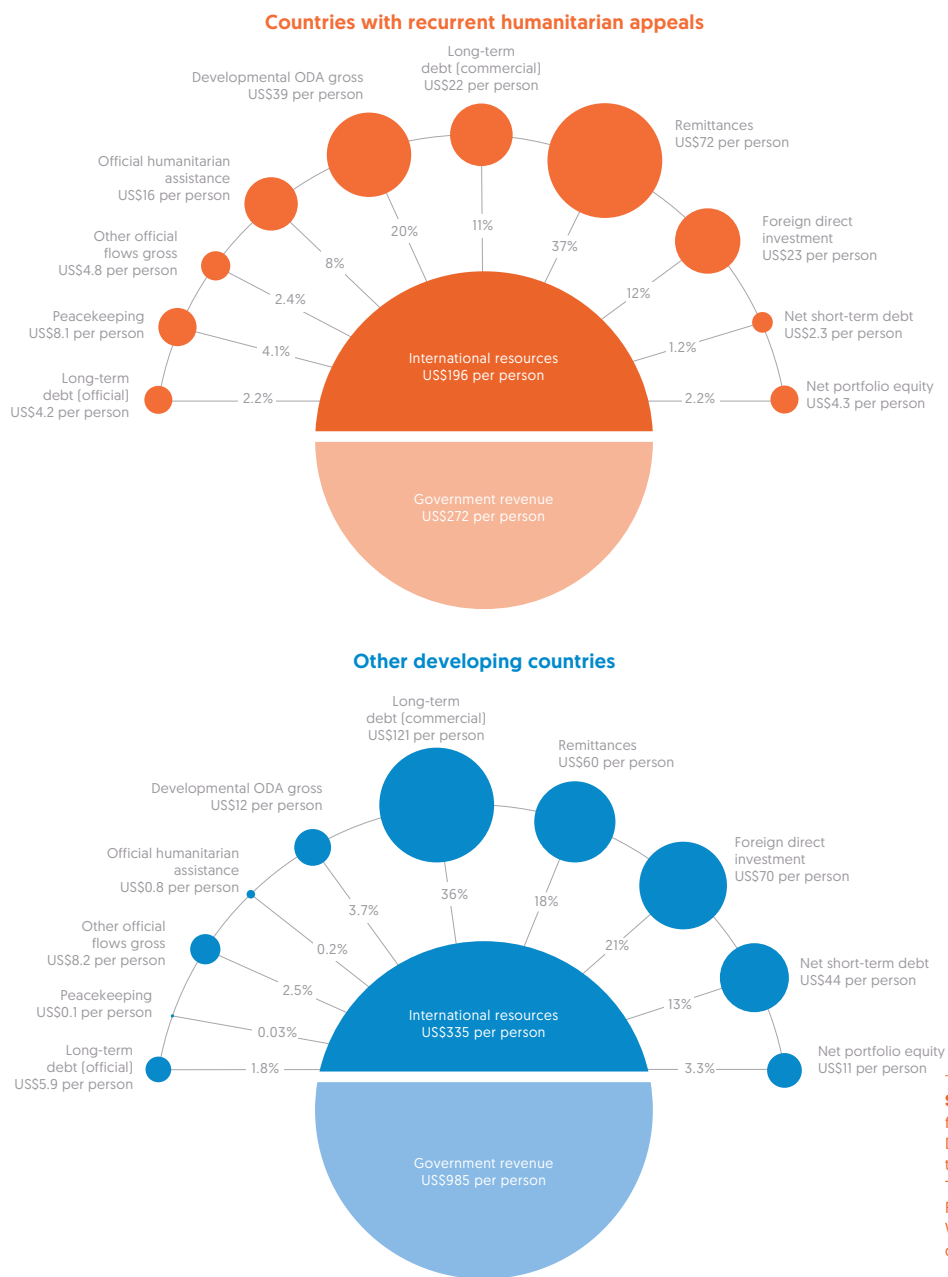 Countries with recurrent humanitarian appeals
Long-term
debt (commercial)
US$22 per person
Developmental ODA gross
US$39 per person
Remittances
US$72 per person
Official humanitarian
assistance
US$16 per person
Foreign direct
investment
US$23 per person
Other official
flows gross
US$4.8 per person
Peacekeeping
US$8.1 per person
Net short-term debt
US$2.3 per person
Long-term
debt (official)
US$4.2 per person
Net portfolio equity
US$4.3 per person
20%
11%
37%
8%
12%
2.4%
4.1%
1.2%
2.2%
2.2%
International resources
US$196 per person
Government revenue
US$272 per person
Other developing countries
Long-term
debt (commercial)
US$121 per person
Remittances
US$60 per person
Developmental ODA gross
US$12 per person
Official humanitarian
assistance
US$0.8 per person
Foreign direct
investment
US$70 per person
Other official
flows gross
US$8.2 per person
Net short-term debt
US$44 per person
Peacekeeping
US$0.1 per person
Long-term
debt (official)
US$5.9 per person
Net portfolio equity
US$11 per person
36%
18%
3.7%
21%
0.2%
2.5%
13%
0.03%
1.8%
3.3%
International resources
US$335 per person
Government revenue
US$985 per person